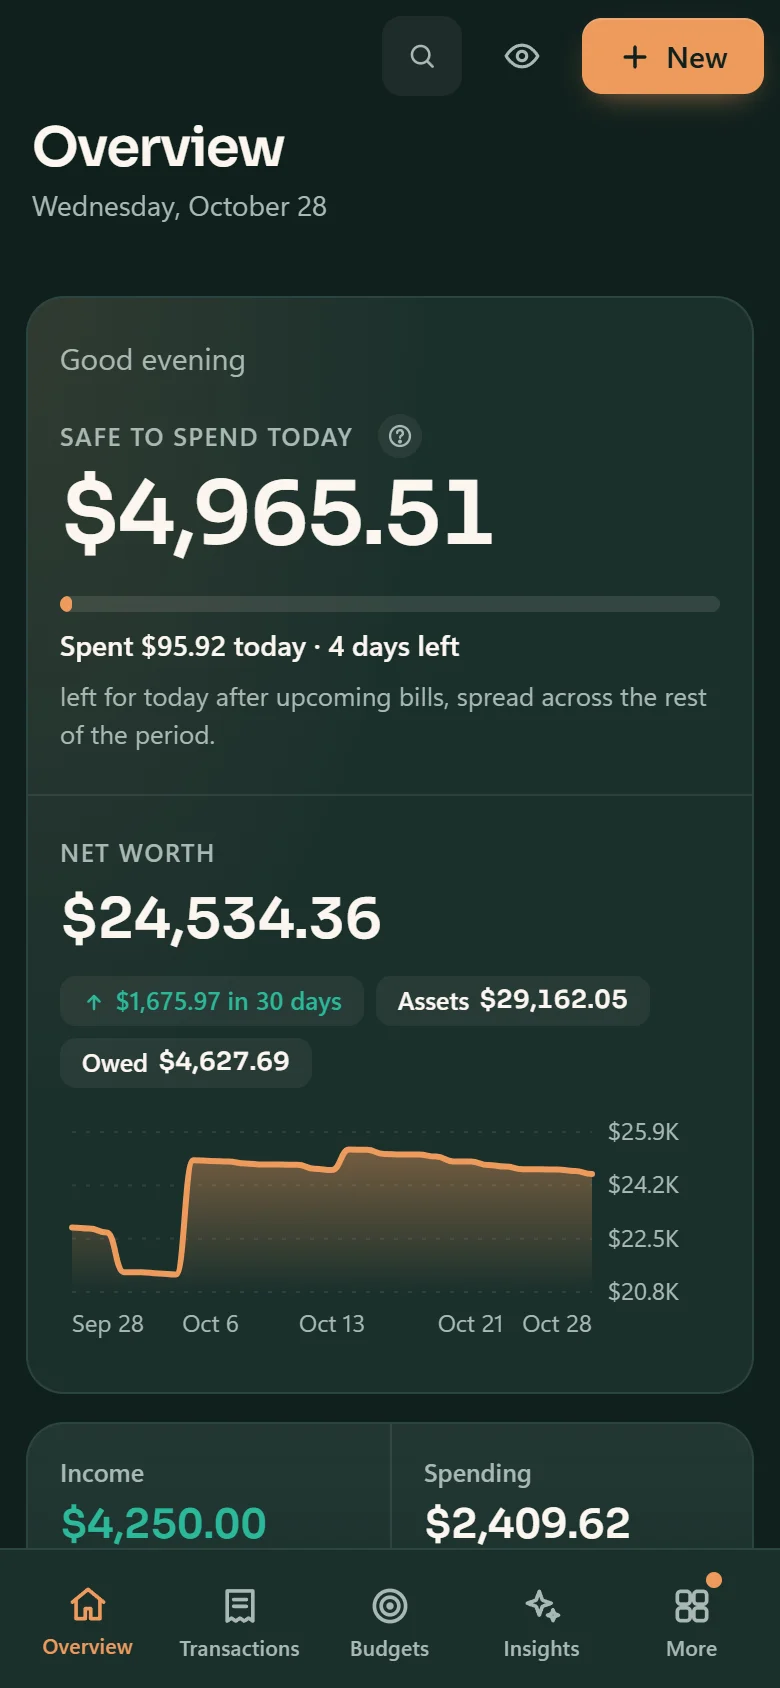 New
Overview
Wednesday, October 28
Good evening
SAFE TO SPEND TODAY
$4,965.51
Spent $95.92 today · 4 days left
left for today after upcoming bills, spread across the rest
of the period.
NET WORTH
$24,534.36
$1,675.97 in 30 days
Assets $29,162.05
Owed $4,627.69
$25.9K
$24.2K
$22.5K
$20.8K
Sep 28 Oct 6 Oct 13 Oct 21 Oct 28
Income Spending
$4,250.00 $2,409.62
Overview Transactions Budgets Insights More